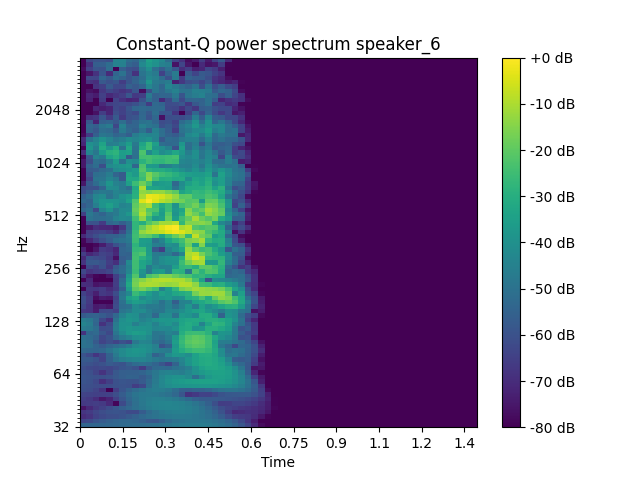 Constant-Q power spectrum speaker_6
Hz
2048
1024
512
256
128
64
32
0 0.15 0.3 0.45 0.6 0.75 0.9 1.1 1.2 1.4
Time
+0 dB
-10 dB
-20 dB
-30 dB
-40 dB
-50 dB
-60 dB
-70 dB
-80 dB